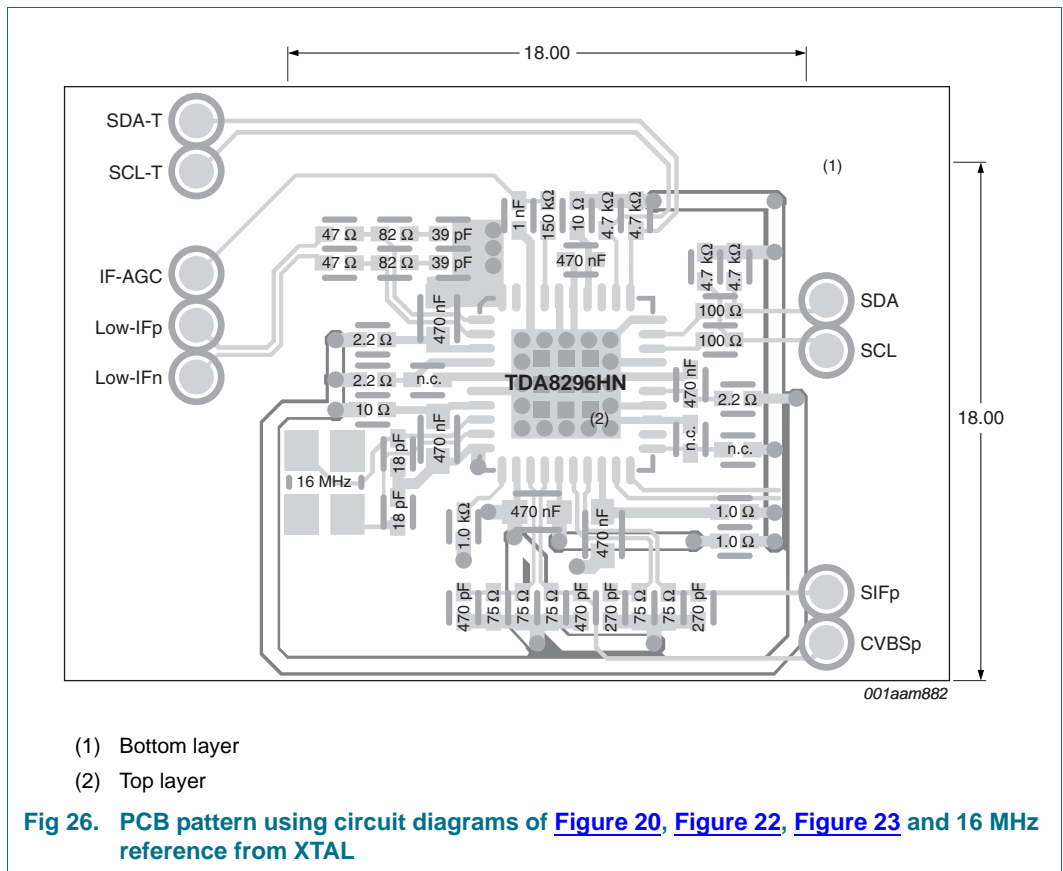 18.00
SDA-T
SCL-T
(1)
1 nF
150 kΩ
10 Ω
4.7 kΩ
4.7 kΩ
47 Ω
82 Ω
39 pF
47 Ω
82 Ω
39 pF
470 nF
4.7 kΩ
4.7 kΩ
IF-AGC
Low-IFp
Low-IFn
SDA
SCL
100 Ω
100 Ω
470 nF
2.2 Ω
2.2 Ω
n.c.
10 Ω
TDA8296HN
(2)
470 nF
2.2 Ω
18.00
470 nF
n.c.
n.c.
18 pF
16 MHz
18 pF
1.0 kΩ
470 nF
470 nF
1.0 Ω
1.0 Ω
470 pF
75 Ω
75 Ω
75 Ω
470 pF
270 pF
75 Ω
75 Ω
270 pF
SIFp
CVBSp
001aam882
(1) Bottom layer
(2) Top layer
Fig 26. PCB pattern using circuit diagrams of Figure 20, Figure 22, Figure 23 and 16 MHz
reference from XTAL